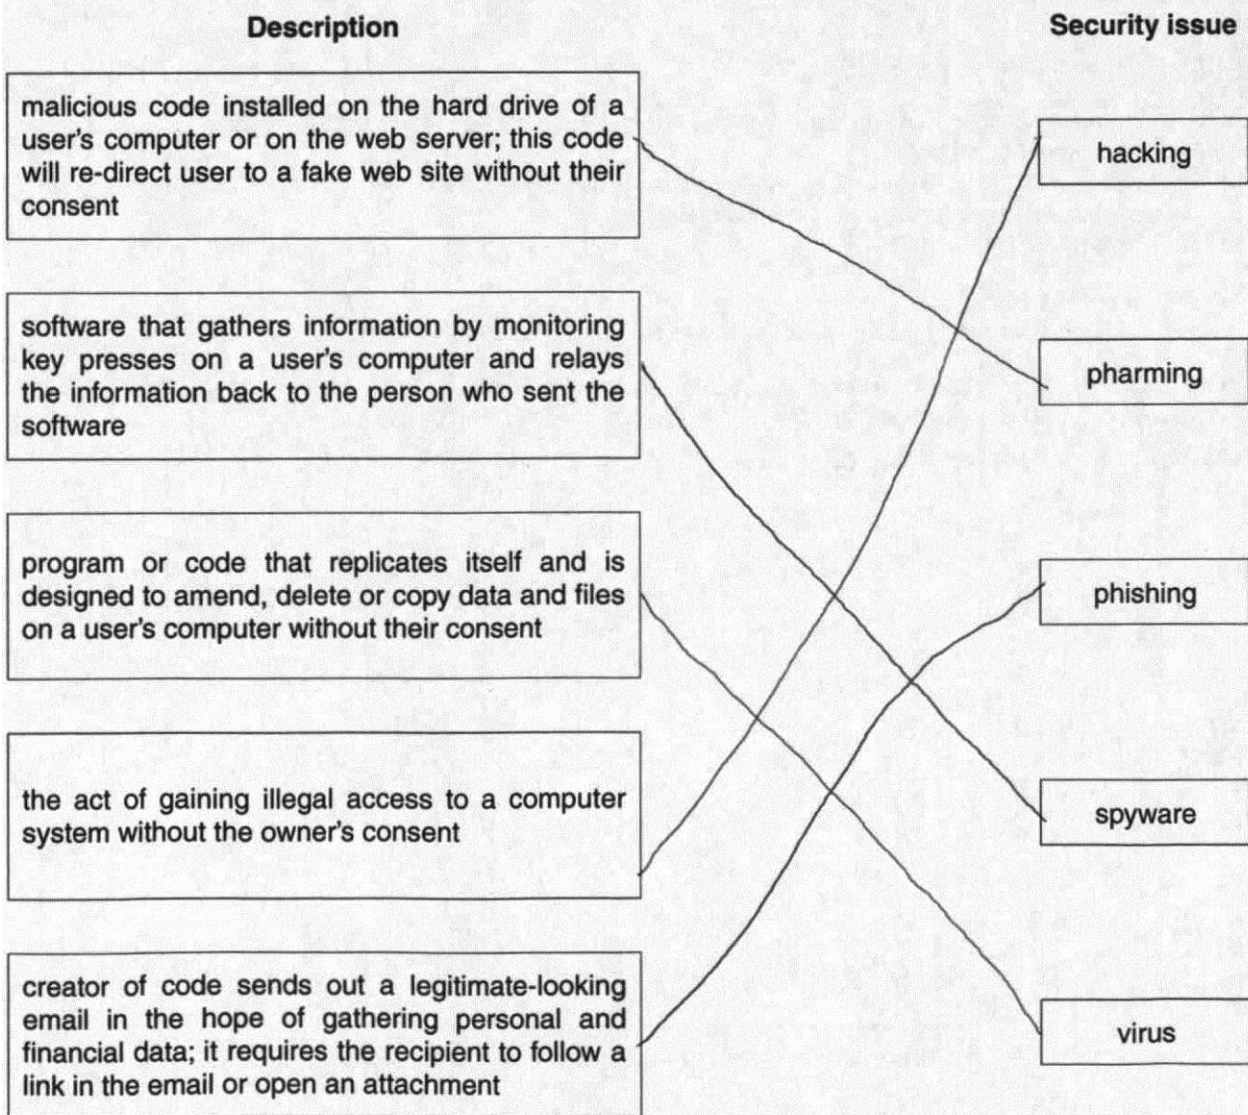 Description
Security issue
malicious code installed on the hard drive of a
user's computer or on the web server; this code
will re-direct user to a fake web site without their
consent
hacking
software that gathers information by monitoring
key presses on a user's computer and relays
the information back to the person who sent the
software
pharming
program or code that replicates itself and is
designed to amend, delete or copy data and files
on a user's computer without their consent
phishing
the act of gaining illegal access to a computer
system without the owner's consent
spyware
creator of code sends out a legitimate-looking
email in the hope of gathering personal and
financial data; it requires the recipient to follow a
link in the email or open an attachment
virus